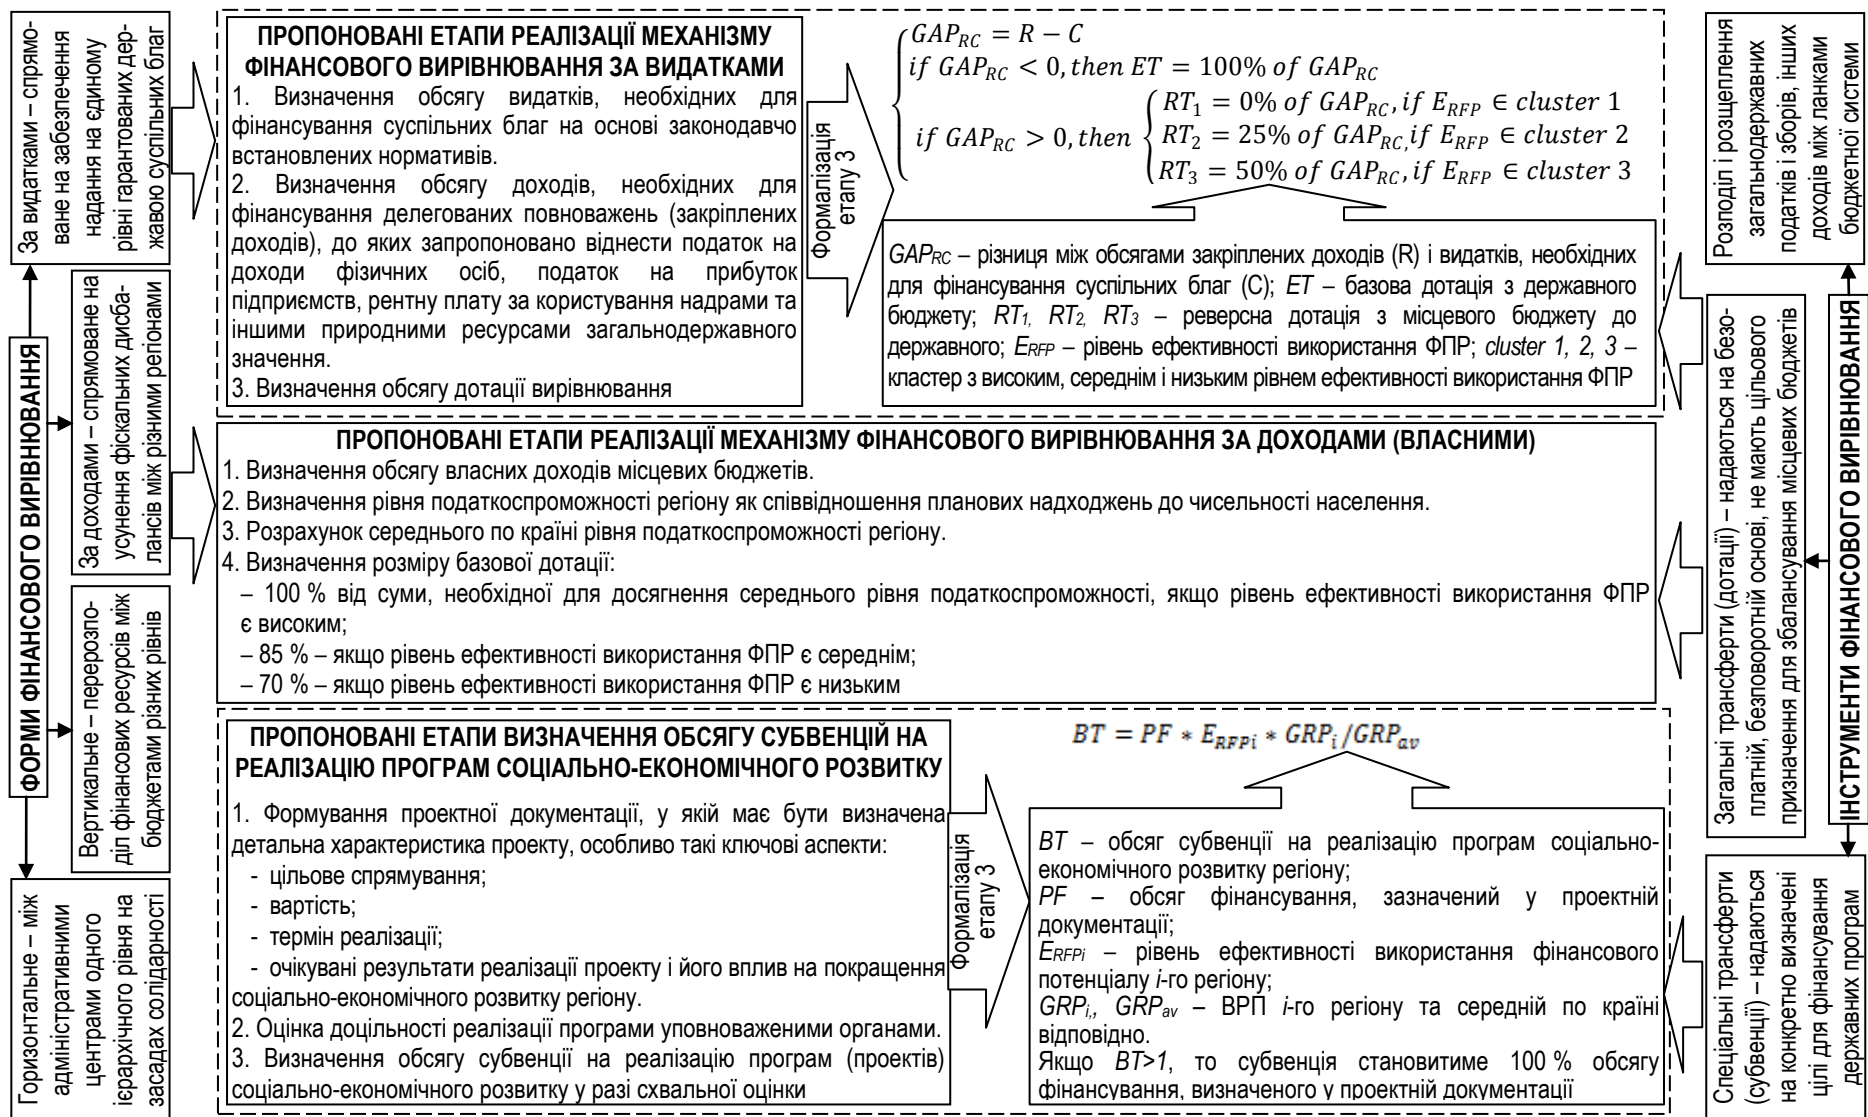 ФОРМИ ФІНАНСОВОГО ВИРІВНЮВАННЯ
За видатками – спрямо-
ване на забезпечення
надання на єдиному
рівні гарантованих дер-
жавою суспільних благ
За доходами – спрямоване на
усунення фіскальних дисба-
лансів між різними регіонами
Вертикальне – перерозпо-
діл фінансових ресурсів між
бюджетами різних рівнів
Горизонтальне – між
адміністративними
центрами одного
ієрархічного рівня на
засадах солідарності
ПРОПОНОВАНІ ЕТАПИ РЕАЛІЗАЦІЇ МЕХАНІЗМУ
ФІНАНСОВОГО ВИРІВНЮВАННЯ ЗА ВИДАТКАМИ
1. Визначення обсягу видатків, необхідних для
фінансування суспільних благ на основі законодавчо
встановлених нормативів.
2. Визначення обсягу доходів, необхідних для
фінансування делегованих повноважень (закріплених
доходів), до яких запропоновано віднести податок на
доходи фізичних осіб, податок на прибуток
підприємств, рентну плату за користування надрами та
іншими природними ресурсами загальнодержавного
значення.
3. Визначення обсягу дотації вирівнювання
Формалізація
етапу 3
GAP_RC = R − C
if GAP_RC < 0, then ET = 100% of GAP_RC
if GAP_RC > 0, then
RT_1 = 0% of GAP_RC, if E_RFP ∈ cluster 1
RT_2 = 25% of GAP_RC, if E_RFP ∈ cluster 2
RT_3 = 50% of GAP_RC, if E_RFP ∈ cluster 3
GAP_RC – різниця між обсягами закріплених доходів (R) і видатків, необхідних
для фінансування суспільних благ (C); ET – базова дотація з державного
бюджету; RT_1, RT_2, RT_3 – реверсна дотація з місцевого бюджету до
державного; E_RFP – рівень ефективності використання ФПР; cluster 1, 2, 3 –
кластер з високим, середнім і низьким рівнем ефективності використання ФПР
ПРОПОНОВАНІ ЕТАПИ РЕАЛІЗАЦІЇ МЕХАНІЗМУ ФІНАНСОВОГО ВИРІВНЮВАННЯ ЗА ДОХОДАМИ (ВЛАСНИМИ)
1. Визначення обсягу власних доходів місцевих бюджетів.
2. Визначення рівня податкоспроможності регіону як співвідношення планових надходжень до чисельності населення.
3. Розрахунок середнього по країні рівня податкоспроможності регіону.
4. Визначення розміру базової дотації:
– 100 % від суми, необхідної для досягнення середнього рівня податкоспроможності, якщо рівень ефективності використання ФПР
є високим;
– 85 % – якщо рівень ефективності використання ФПР є середнім;
– 70 % – якщо рівень ефективності використання ФПР є низьким
ПРОПОНОВАНІ ЕТАПИ ВИЗНАЧЕННЯ ОБСЯГУ СУБВЕНЦІЙ НА
РЕАЛІЗАЦІЮ ПРОГРАМ СОЦІАЛЬНО-ЕКОНОМІЧНОГО РОЗВИТКУ
1. Формування проектної документації, у якій має бути визначена
детальна характеристика проекту, особливо такі ключові аспекти:
- цільове спрямування;
- вартість;
- термін реалізації;
- очікувані результати реалізації проекту і його вплив на покращення
соціально-економічного розвитку регіону.
2. Оцінка доцільності реалізації програми уповноваженими органами.
3. Визначення обсягу субвенції на реалізацію програм (проектів)
соціально-економічного розвитку у разі схвальної оцінки
Формалізація
етапу 3
BT = PF * E_RFPi * GRP_i/GRP_av
BT – обсяг субвенції на реалізацію програм соціально-
економічного розвитку регіону;
PF – обсяг фінансування, зазначений у проектній
документації;
E_RFPi – рівень ефективності використання фінансового
потенціалу i-го регіону;
GRP_i,, GRP_av – ВРП i-го регіону та середній по країні
відповідно.
Якщо BT>1, то субвенція становитиме 100 % обсягу
фінансування, визначеного у проектній документації
Розподіл і розщеплення
загальнодержавних
податків і зборів, інших
доходів між ланками
бюджетної системи
Загальні трансферти (дотації) – надаються на безо-
платній, безповоротній основі, не мають цільового
призначення для збалансування місцевих бюджетів
Спеціальні трансферти
(субвенції) – надаються
на конкретно визначені
цілі для фінансування
державних програм
ІНСТРУМЕНТИ ФІНАНСОВОГО ВИРІВНЮВАННЯ